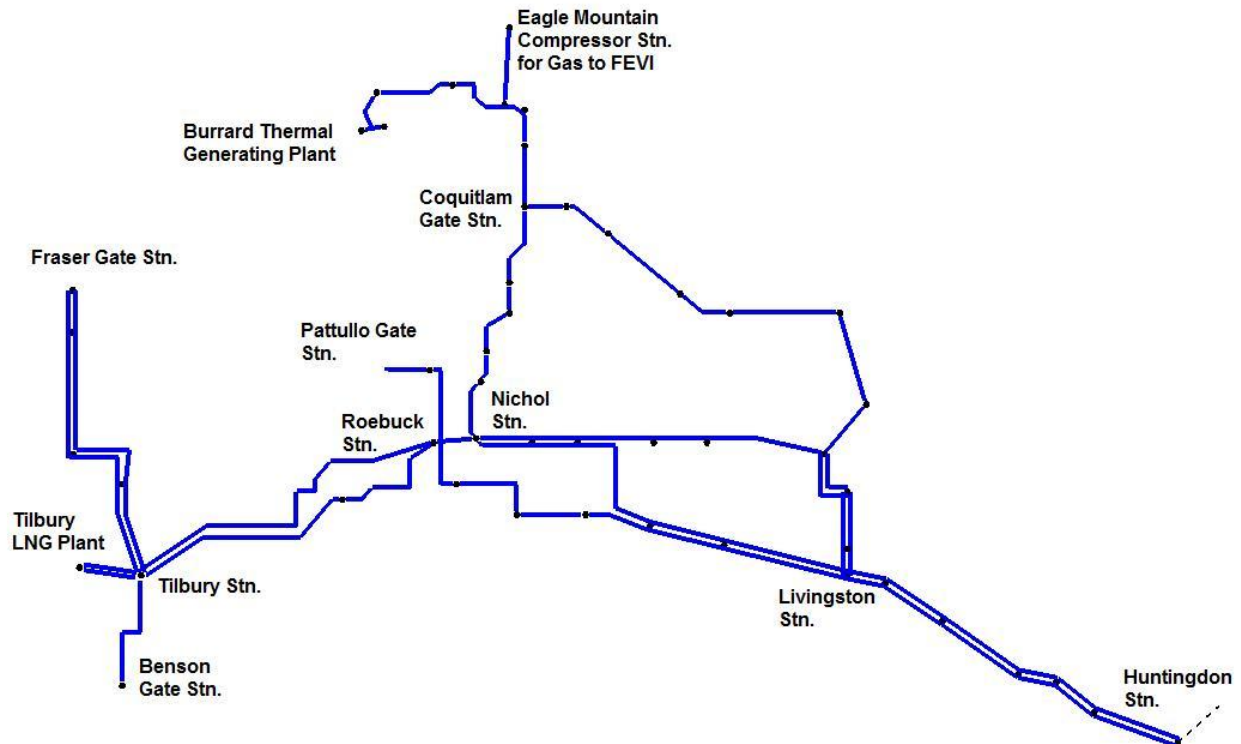 Eagle Mountain
Compressor Stn.
for Gas to FEVI
Burrard Thermal
Generating Plant
Coquitlam
Gate Stn.
Fraser Gate Stn.
Pattullo Gate
Stn.
Nichol
Stn.
Roebuck
Stn.
Tilbury
LNG Plant
Tilbury Stn.
Livingston
Stn.
Benson
Gate Stn.
Huntingdon
Stn.